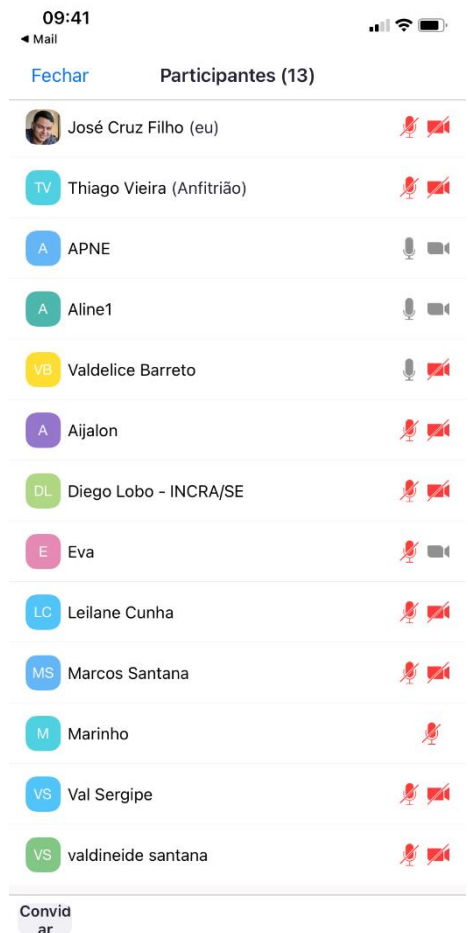 09:41
◀ Mail
Fechar Participantes (13)
José Cruz Filho (eu)
TV Thiago Vieira (Anfitrião)
A APNE
A Aline1
VB Valdelice Barreto
A Aijalon
DL Diego Lobo - INCRA/SE
E Eva
LC Leilane Cunha
MS Marcos Santana
M Marinho
VS Val Sergipe
VS valdineide santana
Convid
ar